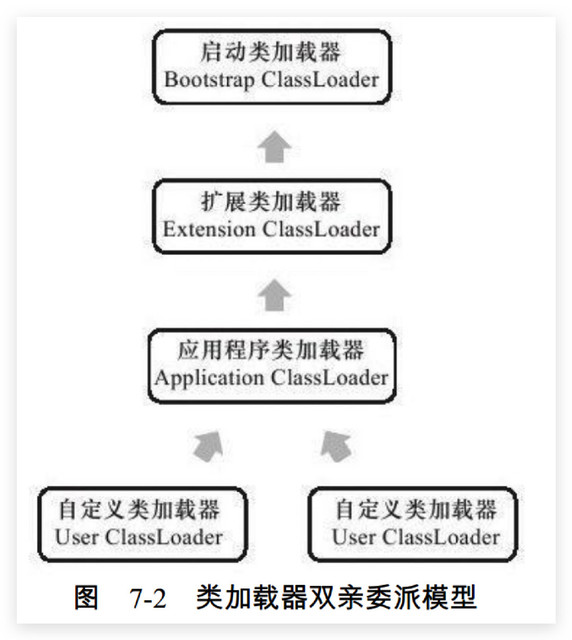 启动类加载器
Bootstrap ClassLoader
扩展类加载器
Extension ClassLoader
应用程序类加载器
Application ClassLoader
自定义类加载器
User ClassLoader
自定义类加载器
User ClassLoader
图 7-2 类加载器双亲委派模型